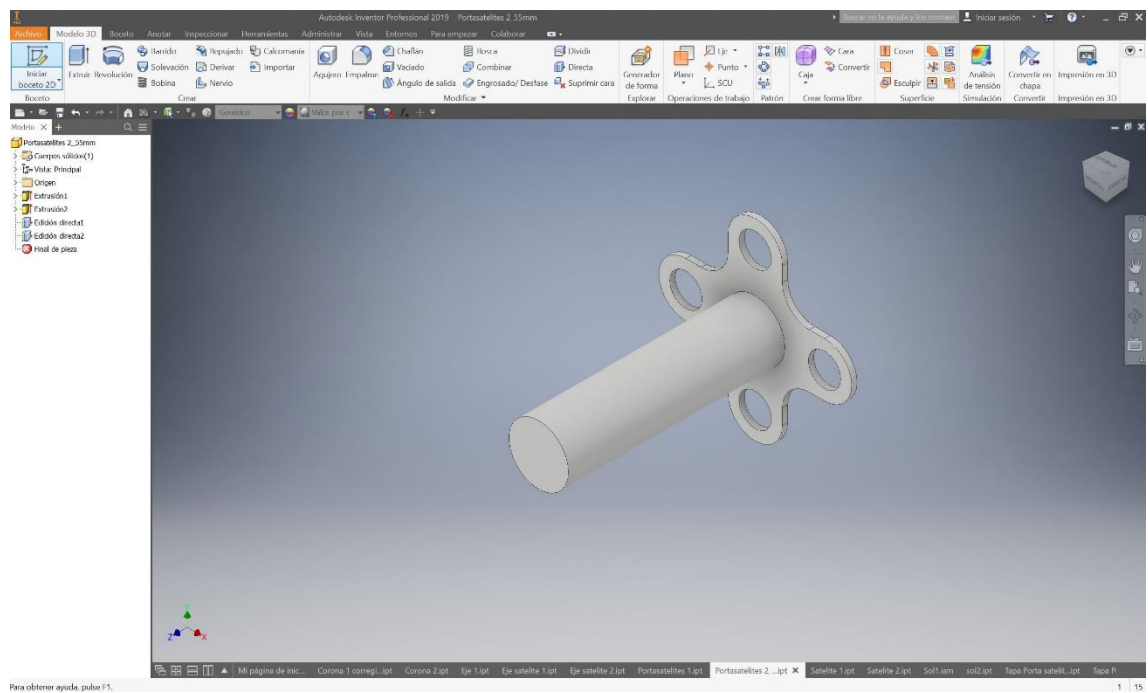 Autodesk Inventor Professional 2019 Portasatelites 2_55mm
Buscar en la ayuda y los coman
Iniciar sesión
Archivo Modelo 3D Boceto Anotar Inspeccionar Herramientas Administrar Vista Entornos Para empezar Colaborar
Iniciar boceto 2D
Extruir Revolución
Barrido
Solevación
Bobina
Repujado
Derivar
Nervio
Calcomanía
Importar
Agujero Empalme
Chaflán
Vaciado
Ángulo de salida
Rosca
Combinar
Engrosado/ Desfase
Dividir
Directa
Suprimir cara
Generador de forma
Plano
Eje
Punto
SCU
Caja
Cara
Convertir
Coser
Esculpir
Análisis de tensión
Convertir en chapa
Impresión en 3D
Boceto Crear Modificar Explorar Operaciones de trabajo Patrón Crear forma libre Superficie Simulación Convertir Impresión en 3D
Genérico
Modelo
Portasatelites 2_55mm
Cuerpos sólidos(1)
Vista: Principal
Origen
Extrusión1
Extrusión2
Edición directa1
Edición directa2
Final de pieza
Y
Z
X
Mi página de inic... Corona 1 corregi...ipt Corona 2.ipt Eje 1.ipt Eje satelite 1.ipt Eje satelite 2.ipt Portasatelites 1.ipt Portasatelites 2 ...ipt Satelite 1.ipt Satelite 2.ipt Sol1.iam sol2.ipt Tapa Porta satelit...ipt Tapa P
Para obtener ayuda, pulse F1.
1 15